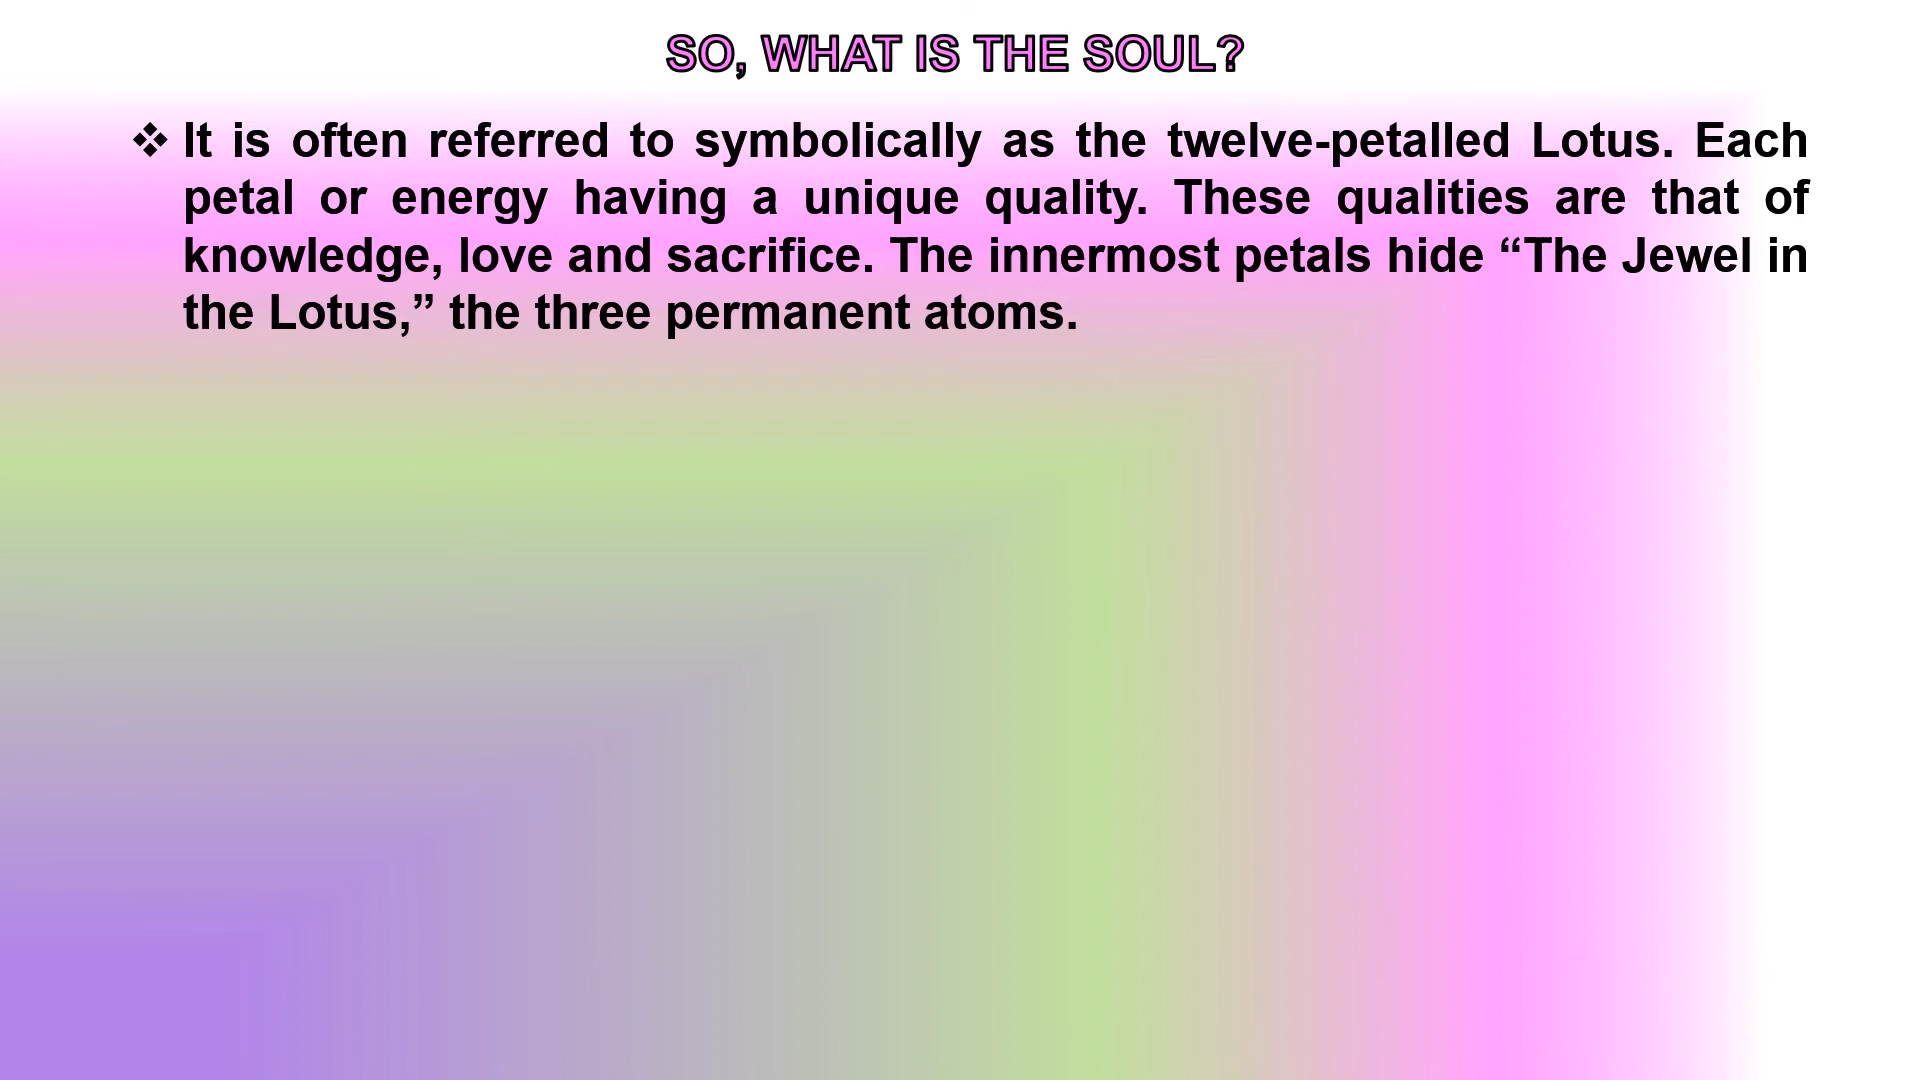 SO, WHAT IS THE SOUL?
❖ It is often referred to symbolically as the twelve-petalled Lotus. Each
petal or energy having a unique quality. These qualities are that of
knowledge, love and sacrifice. The innermost petals hide “The Jewel in
the Lotus,” the three permanent atoms.